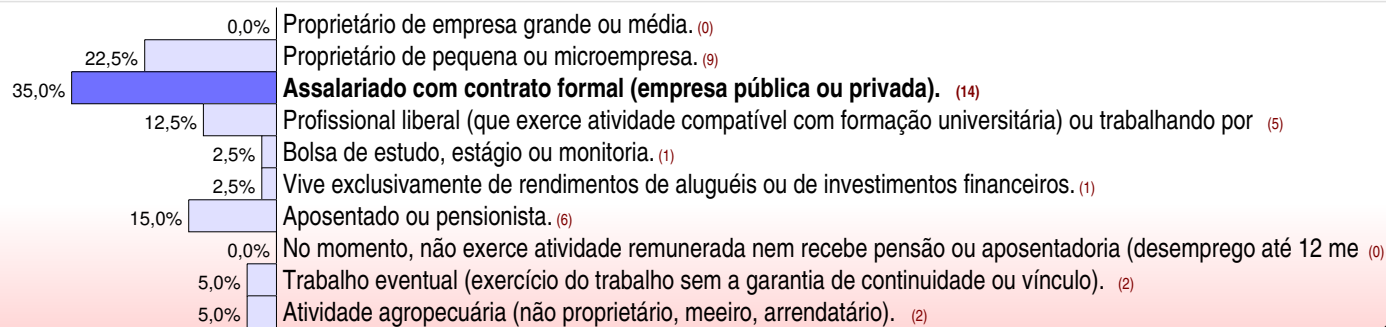 0,0% Proprietário de empresa grande ou média. (0)
22,5% Proprietário de pequena ou microempresa. (9)
35,0% Assalariado com contrato formal (empresa pública ou privada). (14)
12,5% Profissional liberal (que exerce atividade compatível com formação universitária) ou trabalhando por (5)
2,5% Bolsa de estudo, estágio ou monitoria. (1)
2,5% Vive exclusivamente de rendimentos de aluguéis ou de investimentos financeiros. (1)
15,0% Aposentado ou pensionista. (6)
0,0% No momento, não exerce atividade remunerada nem recebe pensão ou aposentadoria (desemprego até 12 me (0)
5,0% Trabalho eventual (exercício do trabalho sem a garantia de continuidade ou vínculo). (2)
5,0% Atividade agropecuária (não proprietário, meeiro, arrendatário). (2)